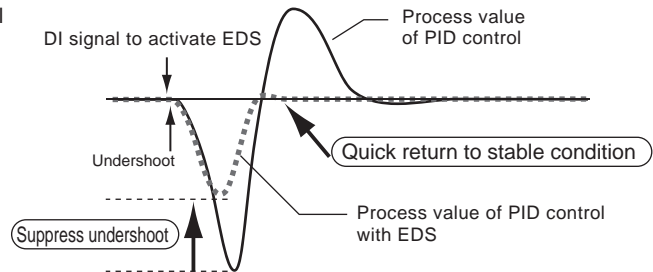 Process value
of PID control
DI signal to activate EDS
Undershoot
Quick return to stable condition
Process value of PID control
with EDS
Suppress undershoot